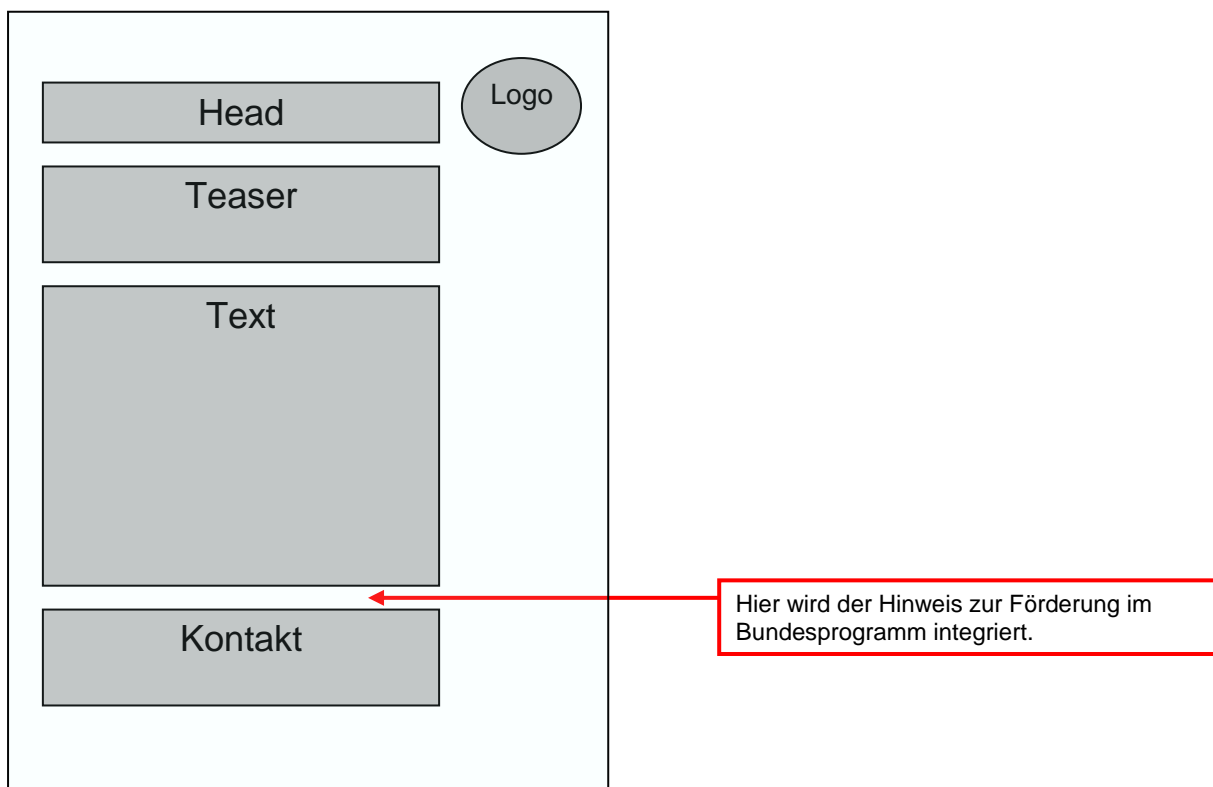 Head
Logo
Teaser
Text
Hier wird der Hinweis zur Förderung im
Bundesprogramm integriert.
Kontakt